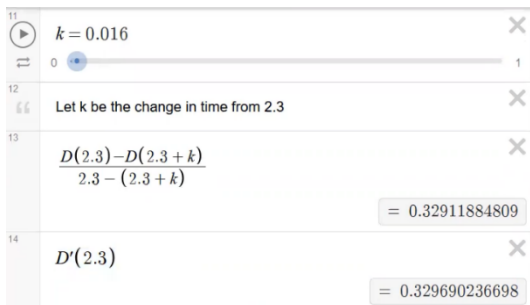 11
k = 0.016
0 1
12
Let k be the change in time from 2.3
13
D(2.3)−D(2.3 + k)
2.3 − (2.3 + k)
= 0.32911884809
14
D′(2.3)
= 0.329690236698